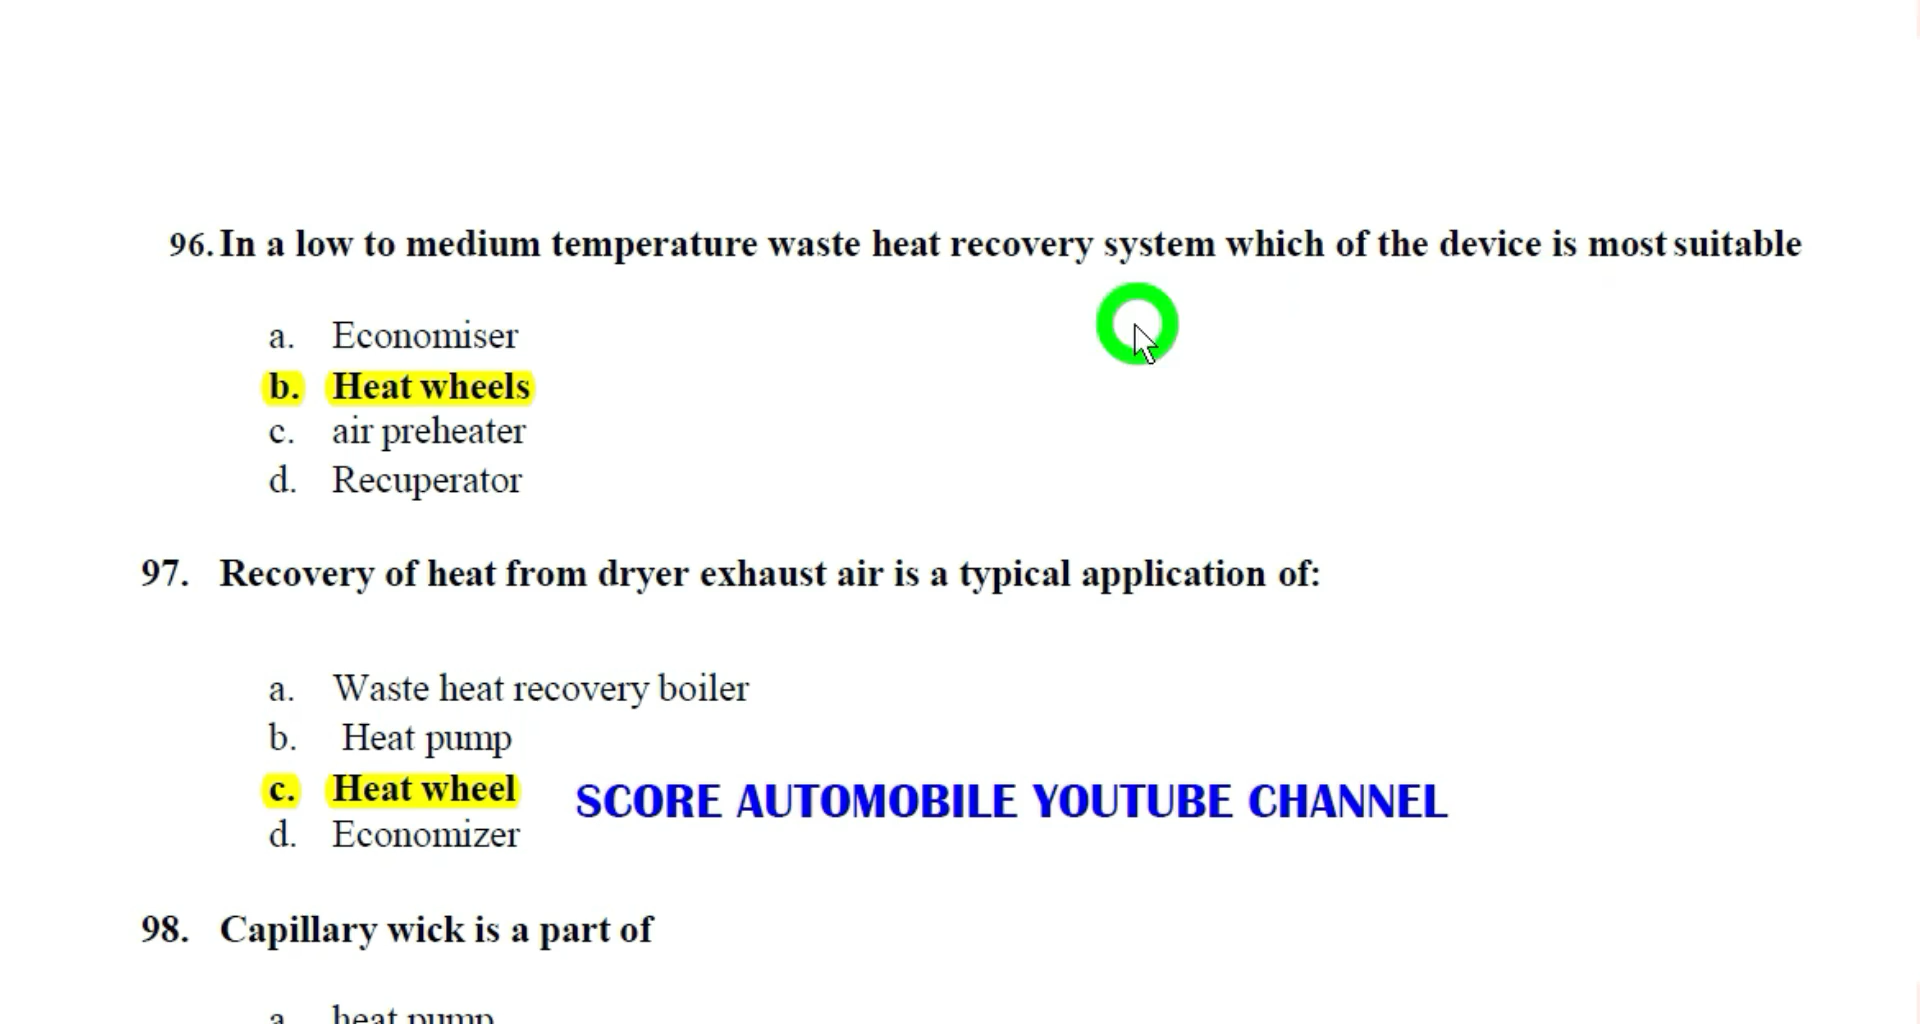 96. In a low to medium temperature waste heat recovery system which of the device is most suitable
a. Economiser
b. Heat wheels
c. air preheater
d. Recuperator
97. Recovery of heat from dryer exhaust air is a typical application of:
a. Waste heat recovery boiler
b. Heat pump
c. Heat wheel
SCORE AUTOMOBILE YOUTUBE CHANNEL
d. Economizer
98. Capillary wick is a part of
a. heat pump